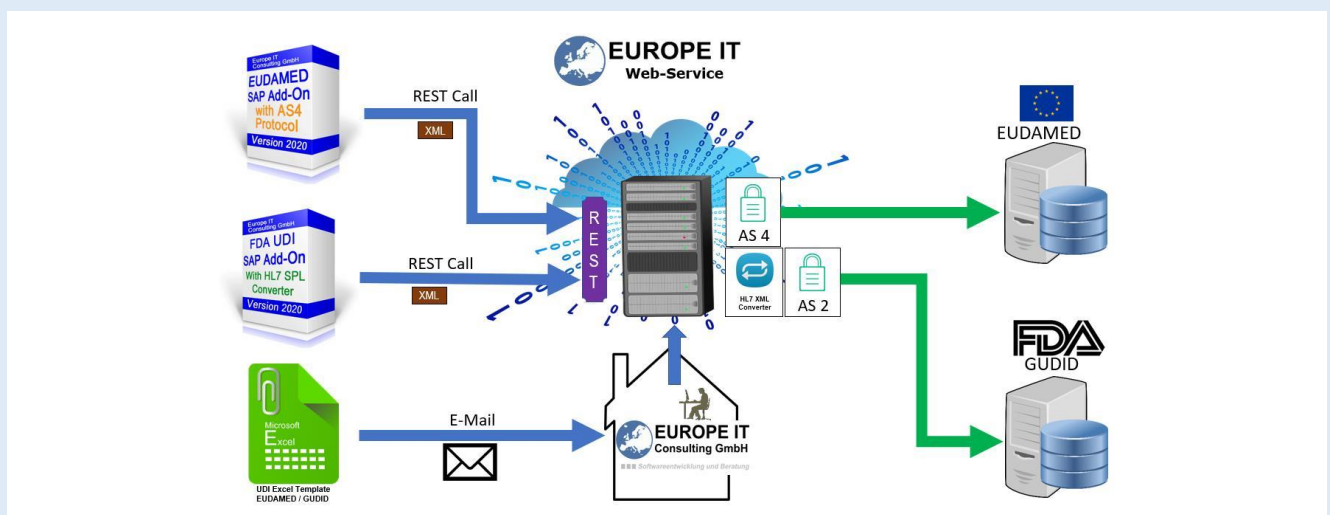 EUROPE IT
Web-Service
Europe IT
Consulting GmbH
EUDAMED
SAP Add-On
with AS4
Protocol
Version 2020
REST Call
XML
EUDAMED
REST
AS 4
Europe IT
Consulting GmbH
FDA UDI
SAP Add-On
With HL7 SPL
Converter
Version 2020
REST Call
XML
HL7 XML
Converter
AS 2
FDA
GUDID
Microsoft
Excel
UDI Excel Template
EUDAMED / GUDID
E-Mail
EUROPE IT
Consulting GmbH
Softwareentwicklung und Beratung